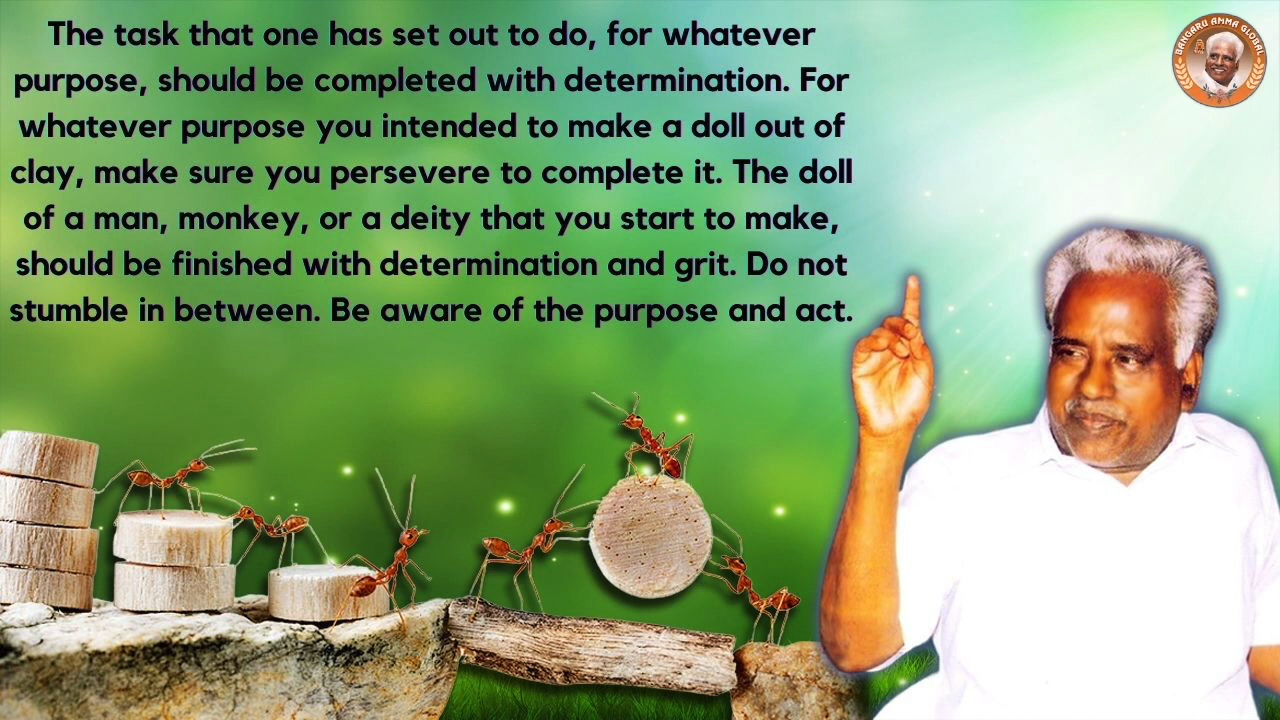 The task that one has set out to do, for whatever
purpose, should be completed with determination. For
whatever purpose you intended to make a doll out of
clay, make sure you persevere to complete it. The doll
of a man, monkey, or a deity that you start to make,
should be finished with determination and grit. Do not
stumble in between. Be aware of the purpose and act.
BANGARU AMMA GLOBAL